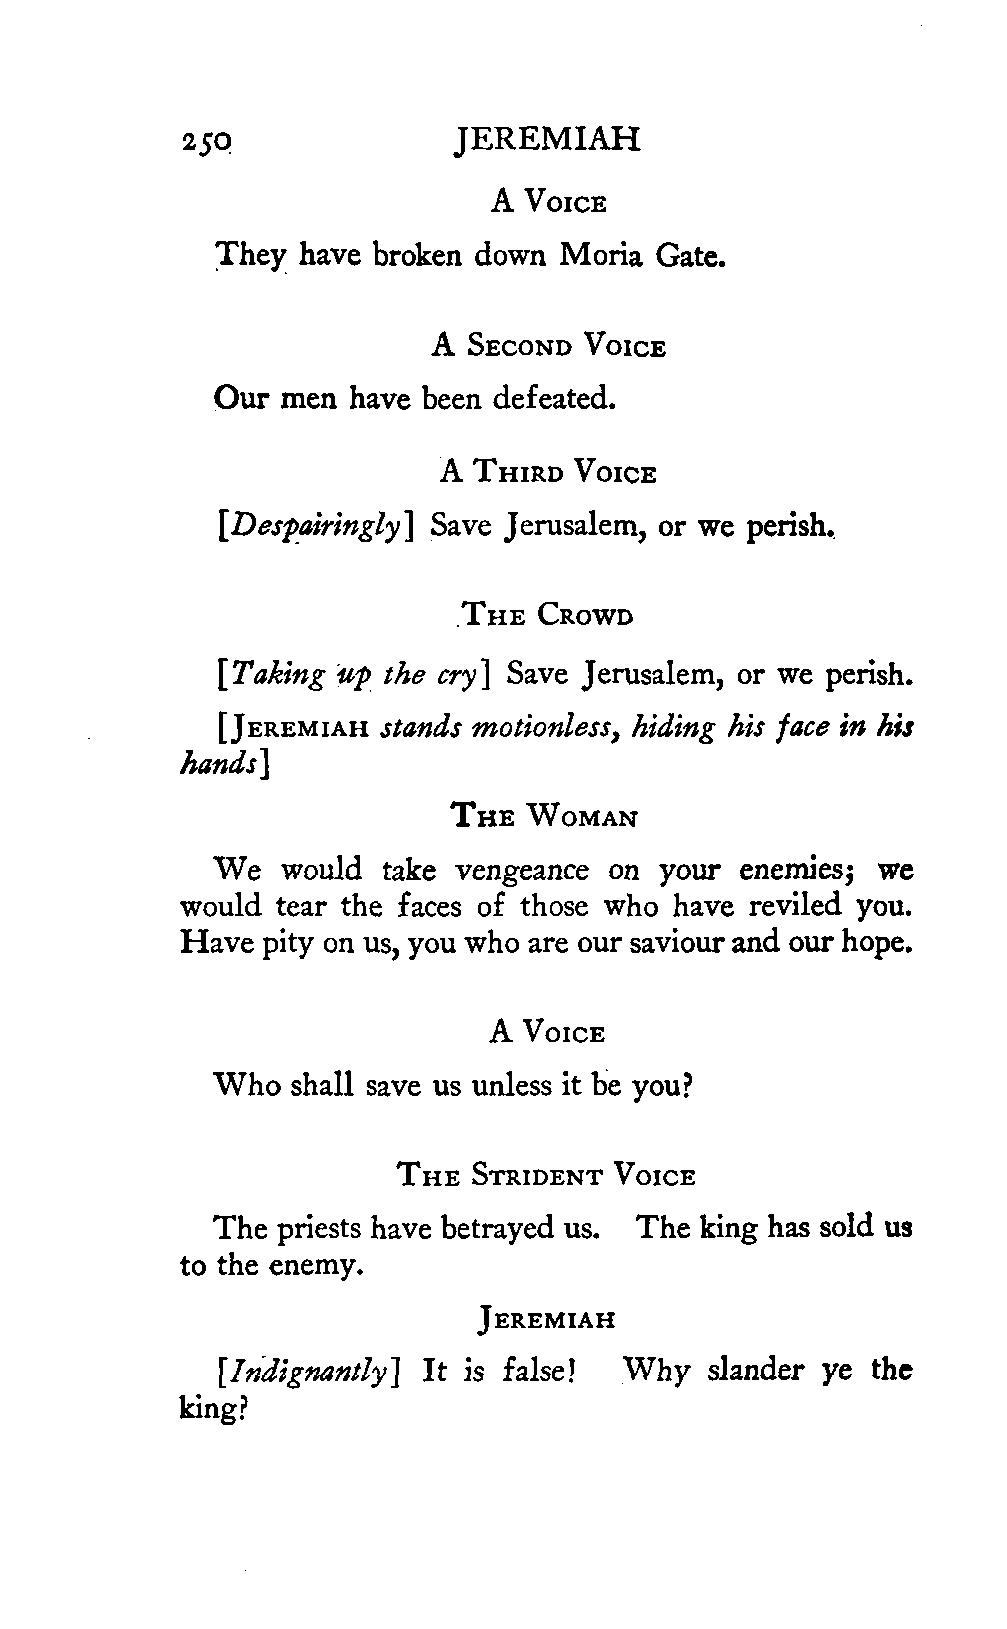 250 JEREMIAH
A VOICE
They have broken down Moria Gate.
A SECOND VOICE
Our men have been defeated.
A THIRD VOICE
[Despairingly] Save Jerusalem, or we perish.
THE CROWD
[Taking up the cry] Save Jerusalem, or we perish.
[JEREMIAH stands motionless, hiding his face in his
hands]
THE WOMAN
We would take vengeance on your enemies; we
would tear the faces of those who have reviled you.
Have pity on us, you who are our saviour and our hope.
A VOICE
Who shall save us unless it be you?
THE STRIDENT VOICE
The priests have betrayed us. The king has sold us
to the enemy.
JEREMIAH
[Indignantly] It is false! Why slander ye the
king?